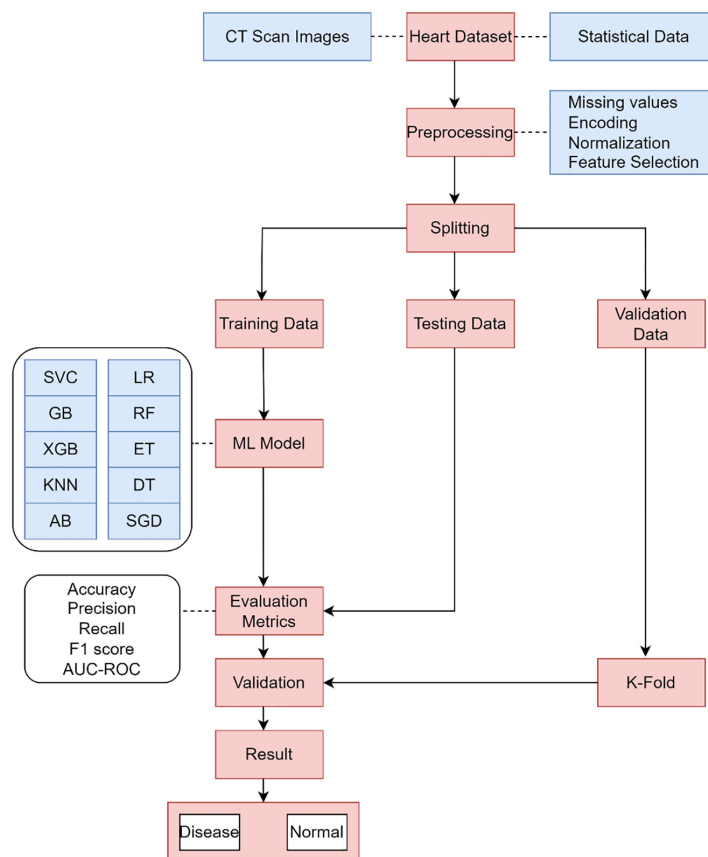 CT Scan Images
Heart Dataset
Statistical Data
Preprocessing
Missing values
Encoding
Normalization
Feature Selection
Splitting
Training Data
Testing Data
Validation
Data
SVC
LR
GB
RF
XGB
ET
KNN
DT
AB
SGD
ML Model
Accuracy
Precision
Recall
F1 score
AUC-ROC
Evaluation
Metrics
Validation
K-Fold
Result
Disease
Normal